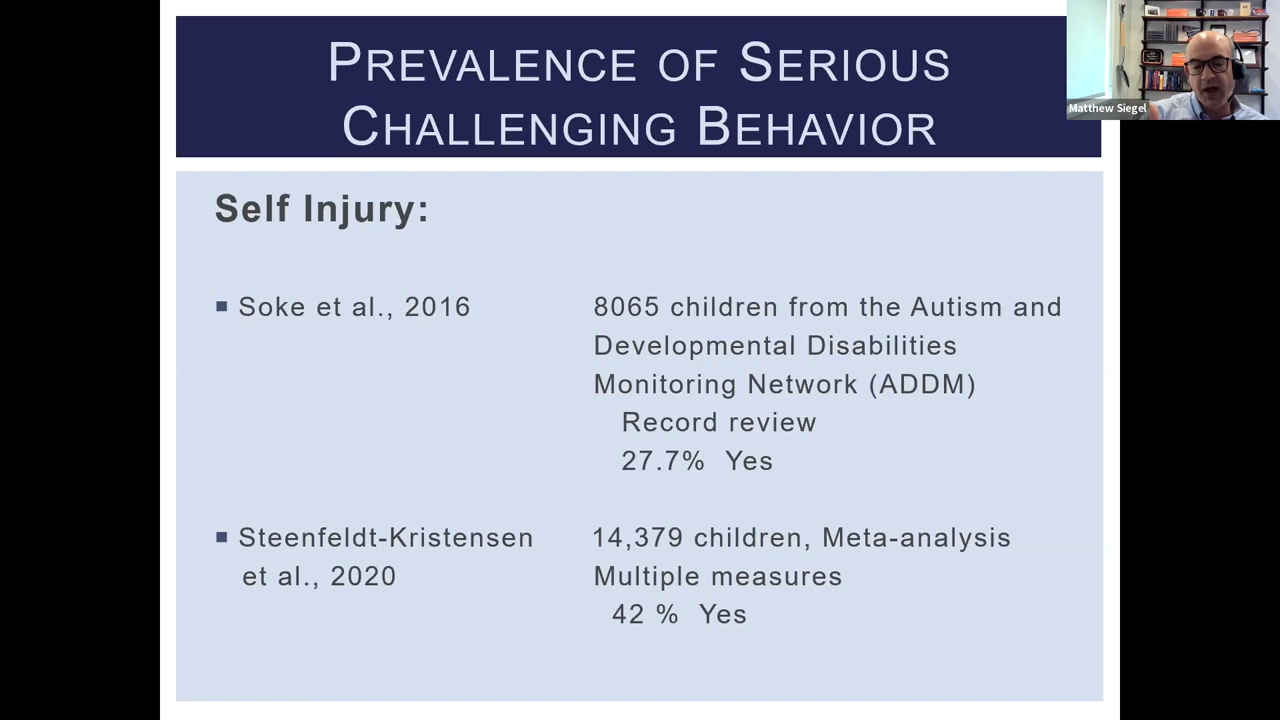 PREVALENCE OF SERIOUS
CHALLENGING BEHAVIOR
Matthew Siegel
Self Injury:
▪ Soke et al., 2016
8065 children from the Autism and
Developmental Disabilities
Monitoring Network (ADDM)
Record review
27.7% Yes
▪ Steenfeldt-Kristensen
et al., 2020
14,379 children, Meta-analysis
Multiple measures
42 % Yes